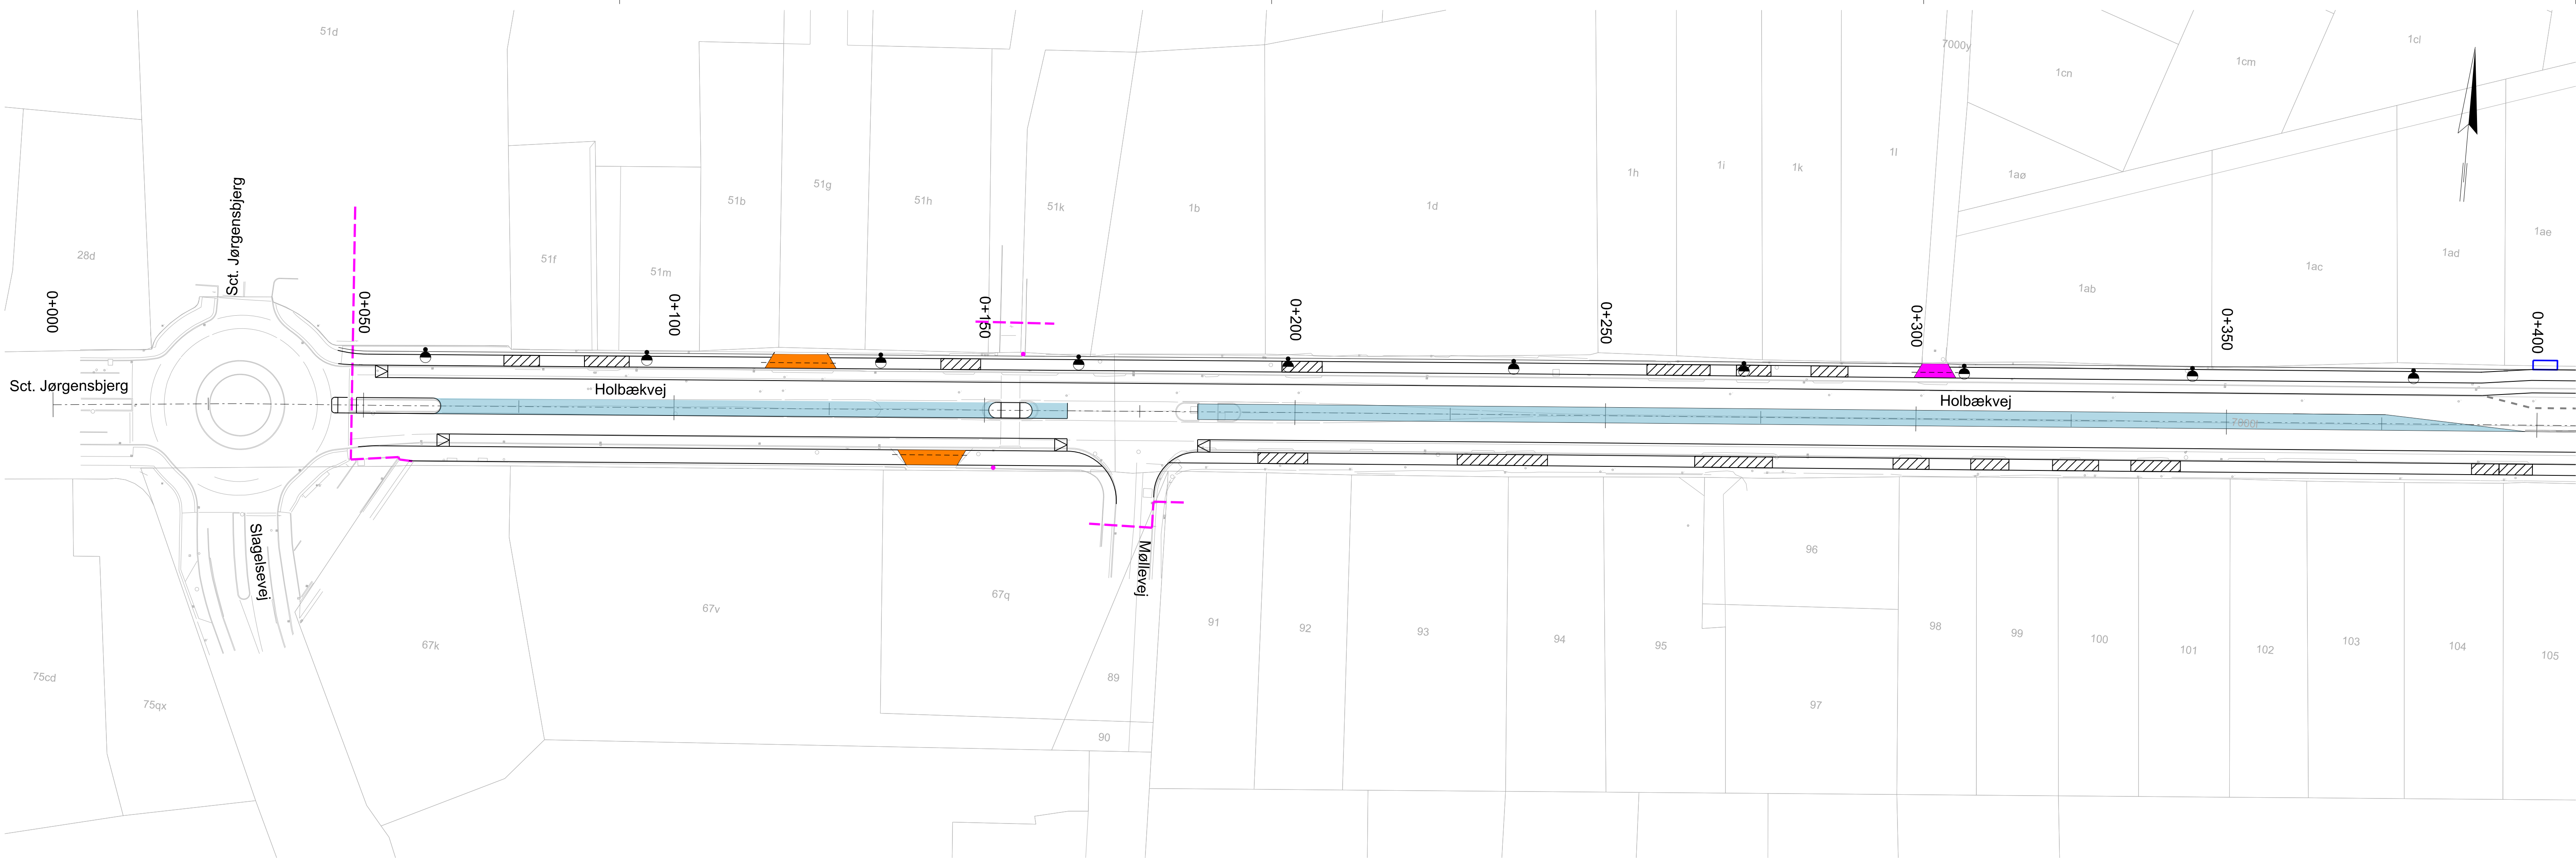 51d
7000y
1cl
1cn
1cm
51g
51b
51h
51k
1b
1d
1h
1i
1k
1l
1aø
28d
Sct. Jørgensbjerg
51f
51m
1ab
1ac
1ad
1ae
0+000
0+050
0+100
0+150
0+200
0+250
0+300
0+350
0+400
Sct. Jørgensbjerg
Holbækvej
Holbækvej
7000i
Slagelsevej
Møllevej
67v
67q
67k
75cd
75qx
89
90
91
92
93
94
95
96
97
98
99
100
101
102
103
104
105